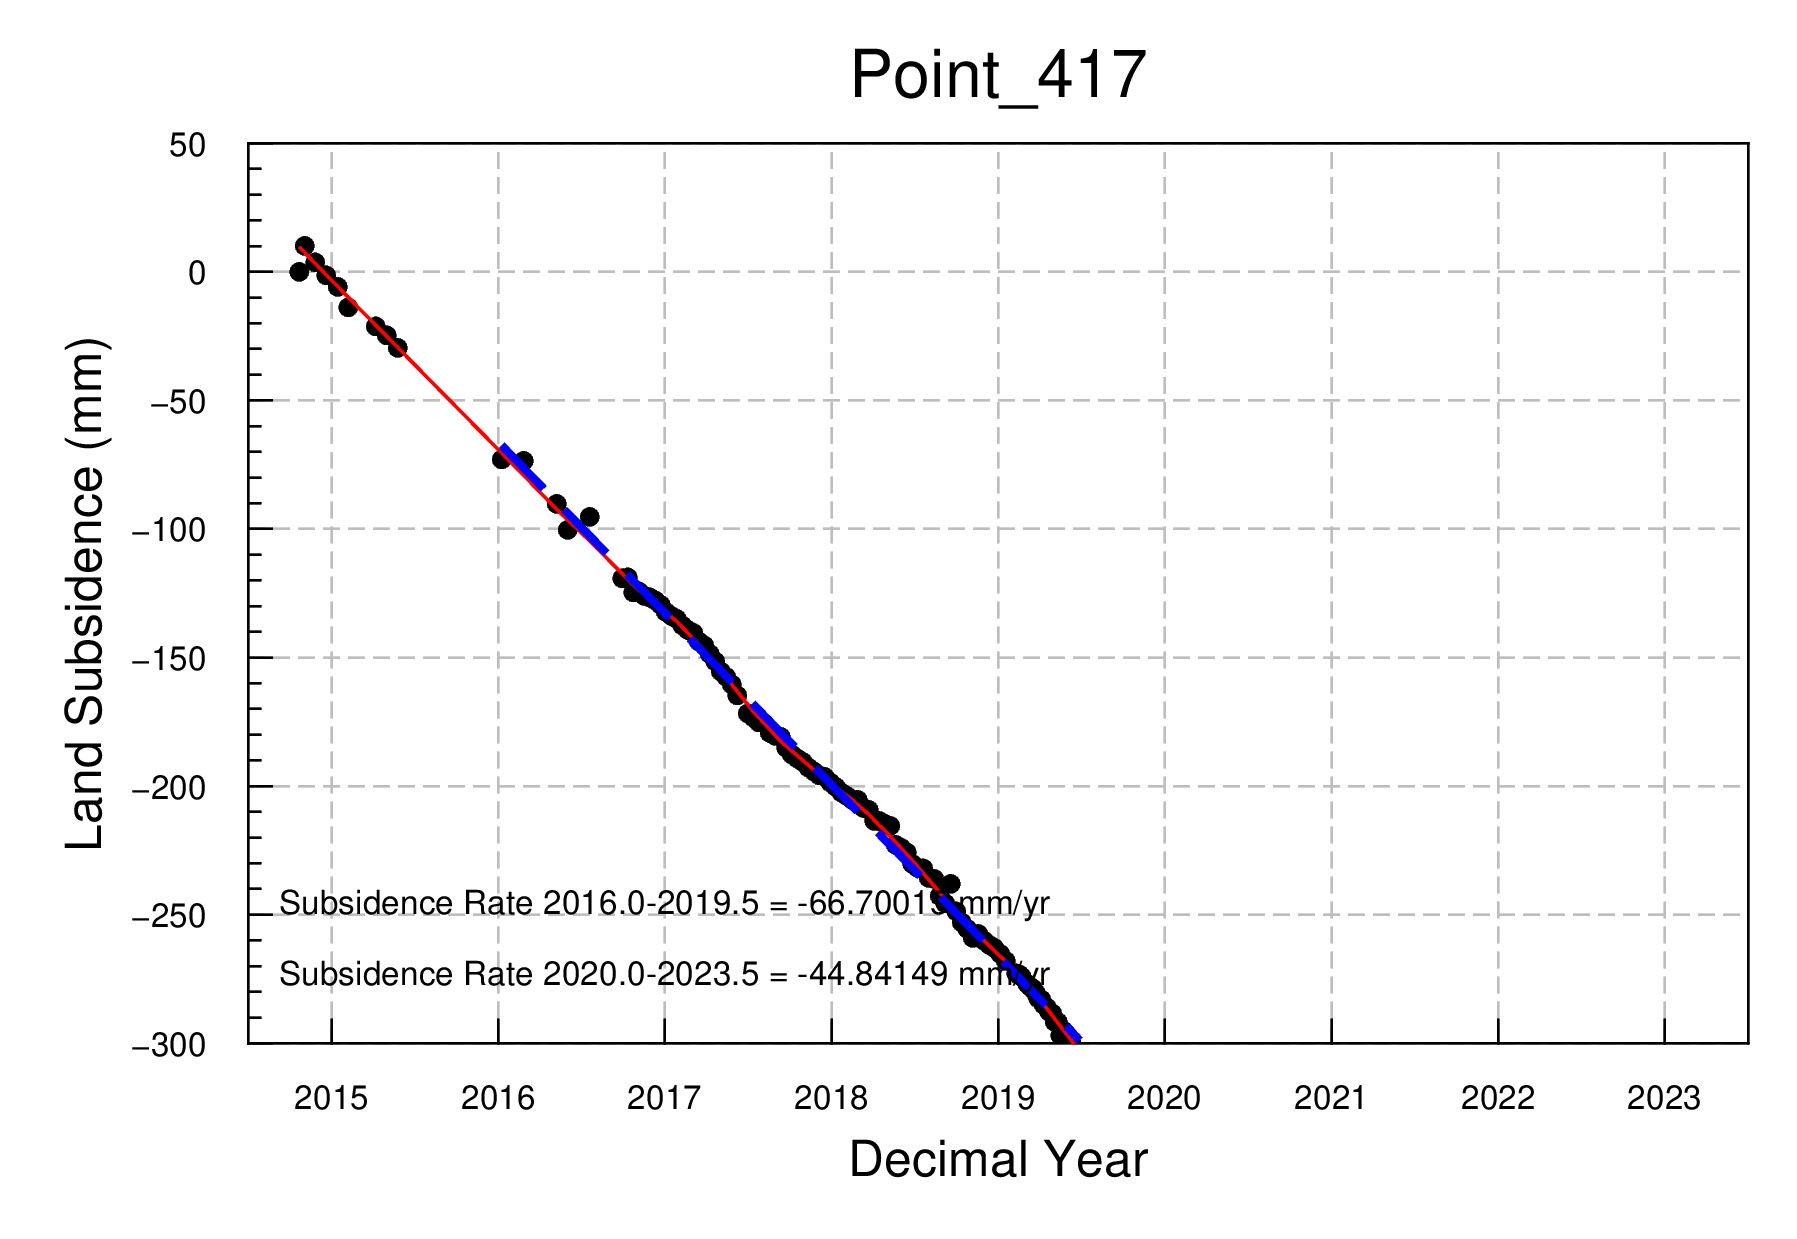 Point_417
50
0
−50
−100
−150
−200
−250
−300
Land Subsidence (mm)
Subsidence Rate 2016.0-2019.5 = -66.70013 mm/yr
Subsidence Rate 2020.0-2023.5 = -44.84149 mm/yr
2015 2016 2017 2018 2019 2020 2021 2022 2023
Decimal Year